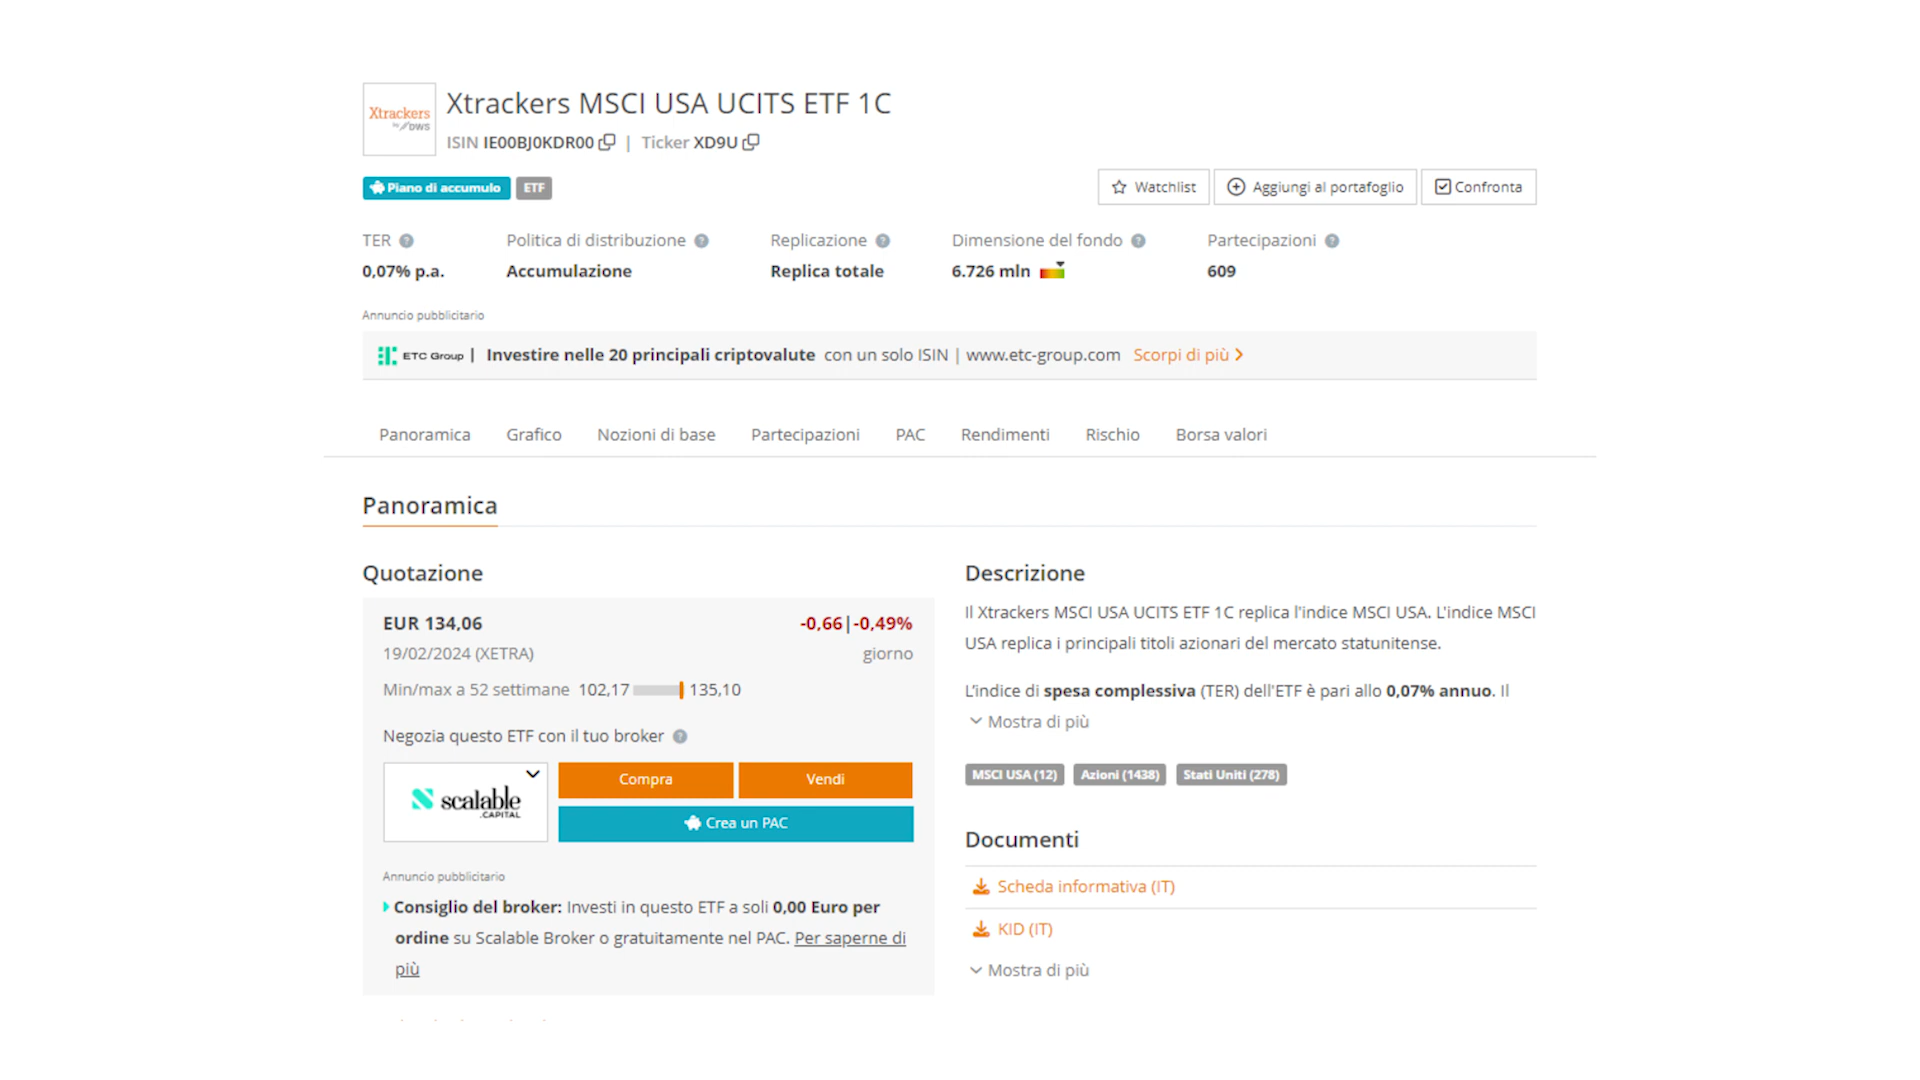 Xtrackers
by DWS
Xtrackers MSCI USA UCITS ETF 1C
ISIN IE00BJ0KDR00 | Ticker XD9U
Piano di accumulo ETF
Watchlist Aggiungi al portafoglio Confronta
TER Politica di distribuzione Replicazione Dimensione del fondo Partecipazioni
0,07% p.a. Accumulazione Replica totale 6.726 mln 609
Annuncio pubblicitario
ETC Group | Investire nelle 20 principali criptovalute con un solo ISIN | www.etc-group.com Scorpi di più
Panoramica Grafico Nozioni di base Partecipazioni PAC Rendimenti Rischio Borsa valori
Panoramica
Quotazione
EUR 134,06 -0,66|-0,49%
19/02/2024 (XETRA) giorno
Min/max a 52 settimane 102,17 135,10
Negozia questo ETF con il tuo broker
scalable
.CAPITAL
Compra Vendi
Crea un PAC
Annuncio pubblicitario
Consiglio del broker: Investi in questo ETF a soli 0,00 Euro per
ordine su Scalable Broker o gratuitamente nel PAC. Per saperne di
più
Descrizione
Il Xtrackers MSCI USA UCITS ETF 1C replica l'indice MSCI USA. L'indice MSCI
USA replica i principali titoli azionari del mercato statunitense.
L'indice di spesa complessiva (TER) dell'ETF è pari allo 0,07% annuo. Il
Mostra di più
MSCI USA (12) Azioni (1438) Stati Uniti (278)
Documenti
Scheda informativa (IT)
KID (IT)
Mostra di più